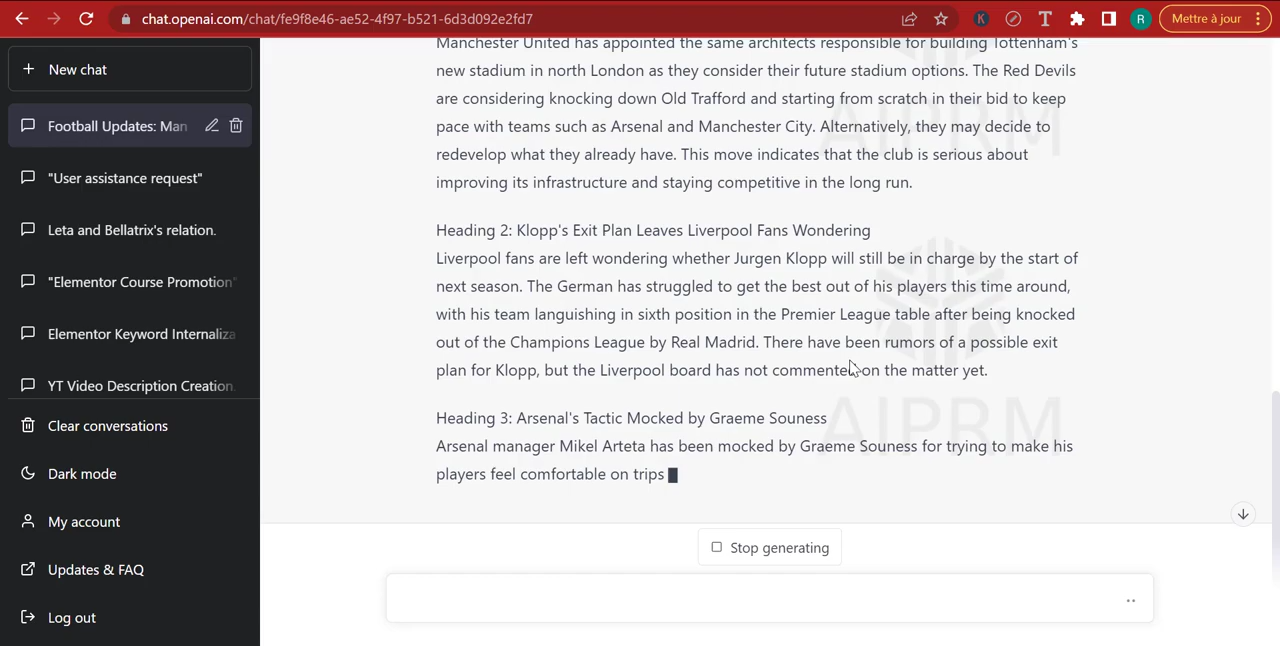 chat.openai.com/chat/fe9f8e46-ae52-4f97-b521-6d3d092e2fd7
K
T
R
Mettre à jour
New chat
Football Updates: Man
"User assistance request"
Leta and Bellatrix's relation.
"Elementor Course Promotion"
Elementor Keyword Internaliza
YT Video Description Creation.
Clear conversations
Dark mode
My account
Updates & FAQ
Log out
Manchester United has appointed the same architects responsible for building Tottenham's
new stadium in north London as they consider their future stadium options. The Red Devils
are considering knocking down Old Trafford and starting from scratch in their bid to keep
pace with teams such as Arsenal and Manchester City. Alternatively, they may decide to
redevelop what they already have. This move indicates that the club is serious about
improving its infrastructure and staying competitive in the long run.
Heading 2: Klopp's Exit Plan Leaves Liverpool Fans Wondering
Liverpool fans are left wondering whether Jurgen Klopp will still be in charge by the start of
next season. The German has struggled to get the best out of his players this time around,
with his team languishing in sixth position in the Premier League table after being knocked
out of the Champions League by Real Madrid. There have been rumors of a possible exit
plan for Klopp, but the Liverpool board has not commented on the matter yet.
Heading 3: Arsenal's Tactic Mocked by Graeme Souness
Arsenal manager Mikel Arteta has been mocked by Graeme Souness for trying to make his
players feel comfortable on trips
AIPRM
AIPRM
Stop generating